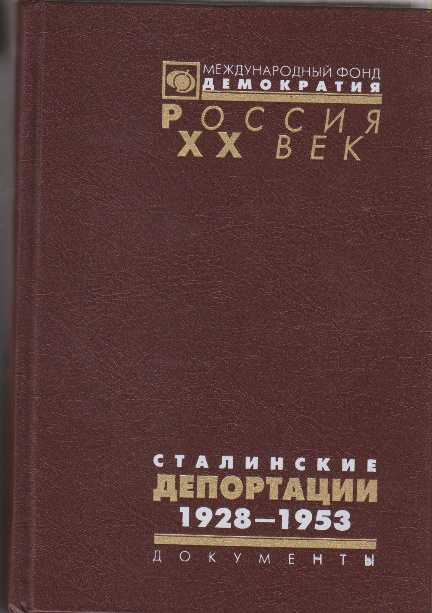 МЕЖДУНАРОДНЫЙ ФОНД
ДЕМОКРАТИЯ
РОССИЯ
XX ВЕК
СТАЛИНСКИЕ
ДЕПОРТАЦИИ
1928–1953
ДОКУМЕНТЫ